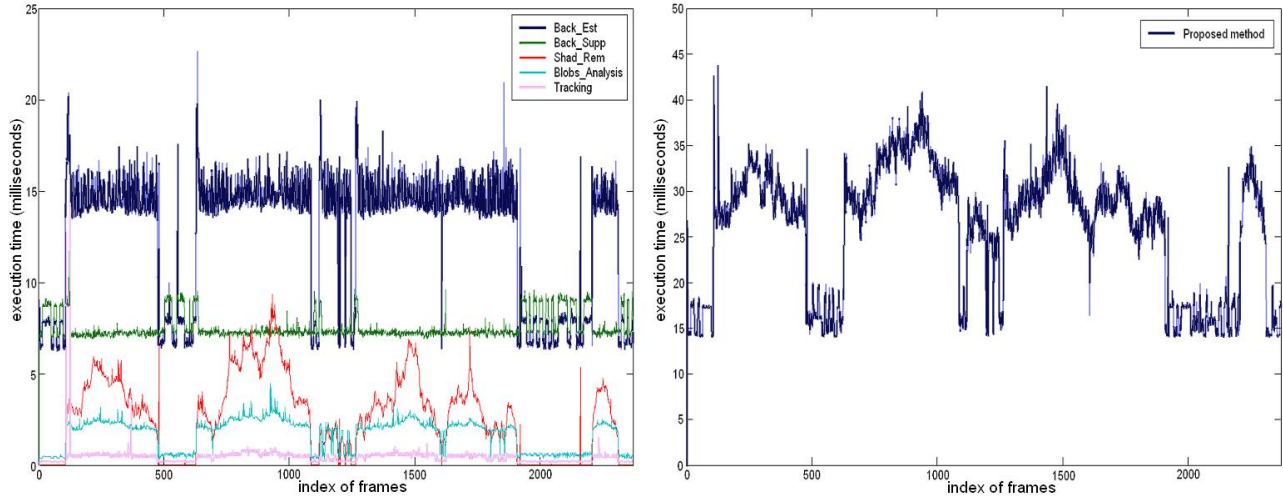 25
20
15
10
5
0
execution time (milliseconds)
Back_Est
Back_Supp
Shad_Rem
Blobs_Analysis
Tracking
0
500
1000
1500
2000
index of frames
50
45
40
35
30
25
20
15
10
5
0
execution time (milliseconds)
Proposed method
0
500
1000
1500
2000
index of frames